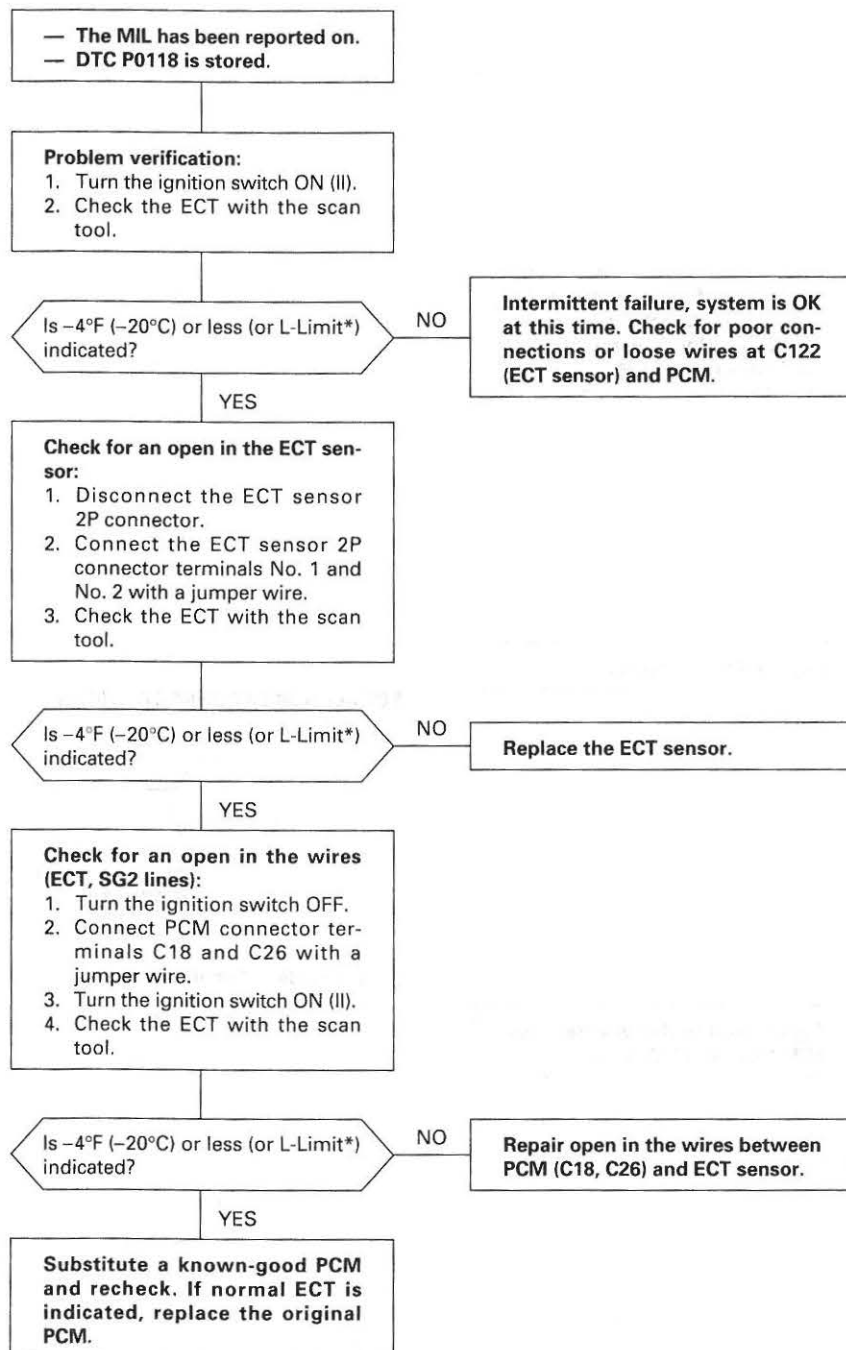 — The MIL has been reported on.
— DTC P0118 is stored.
Problem verification:
1. Turn the ignition switch ON (II).
2. Check the ECT with the scan
tool.
Is –4°F (–20°C) or less (or L-Limit*)
indicated?
NO
Intermittent failure, system is OK
at this time. Check for poor con-
nections or loose wires at C122
(ECT sensor) and PCM.
YES
Check for an open in the ECT sen-
sor:
1. Disconnect the ECT sensor
2P connector.
2. Connect the ECT sensor 2P
connector terminals No. 1 and
No. 2 with a jumper wire.
3. Check the ECT with the scan
tool.
Is –4°F (–20°C) or less (or L-Limit*)
indicated?
NO
Replace the ECT sensor.
YES
Check for an open in the wires
(ECT, SG2 lines):
1. Turn the ignition switch OFF.
2. Connect PCM connector ter-
minals C18 and C26 with a
jumper wire.
3. Turn the ignition switch ON (II).
4. Check the ECT with the scan
tool.
Is –4°F (–20°C) or less (or L-Limit*)
indicated?
NO
Repair open in the wires between
PCM (C18, C26) and ECT sensor.
YES
Substitute a known-good PCM
and recheck. If normal ECT is
indicated, replace the original
PCM.